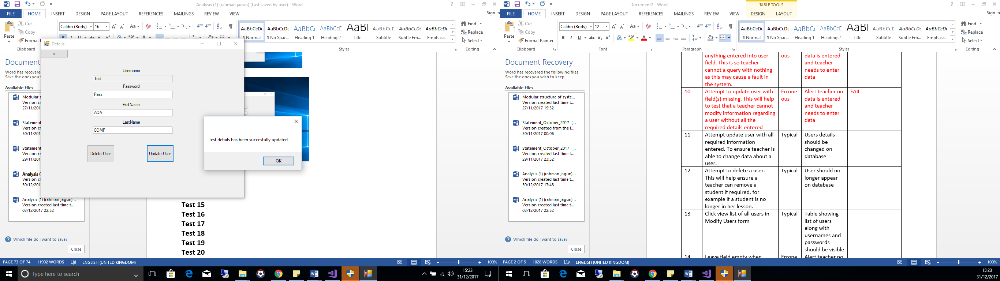 Analysis (1) (rahman jagun) (Last saved by user) - Word
FILE HOME INSERT DESIGN PAGE LAYOUT REFERENCES MAILINGS REVIEW VIEW Sign in
Cut
Copy
Format P
Paste
Clipboard
Calibri (Body) 16
AaBbCcDc AaBbCcDc AaBbCc AaBbCcD AaBl AaBbCcD AaBbCcDc AaBbCcDc
¶ Normal ¶ No Spac... Heading 1 Heading 2 Title Subtitle Subtle Em... Emphasis
Styles
Find
Replace
Select
Editing
Details
<
Username
Test
Password
Pass
FirstName
AQA
LastName
COMP
Delete User
Update User
Test details has been succesfully updated
OK
Document
Word has recovere
Save the ones you w
Available Files
Modular s
Version cr
27/11/201
Statement
Version cr
30/11/201
Statement
Version cr
29/11/201
Analysis (
Version cr
30/12/201
Analysis (1) (rahman jagun) ..
Version created last time t...
03/12/2017 22:52
Which file do I want to save?
Close
Test 15
Test 16
Test 17
Test 18
Test 19
Test 20
PAGE 73 OF 74 11902 WORDS ENGLISH (UNITED KINGDOM) 100%
Type here to search
15:23
31/12/2017
Document2 - Word
TABLE TOOLS
FILE HOME INSERT DESIGN PAGE LAYOUT REFERENCES MAILINGS REVIEW VIEW DESIGN LAYOUT Sign in
Cut
Copy
Format Painter
Paste
Clipboard
Calibri (Body) 12
B I U abc x₂ x²
Font
Paragraph
AaBbCcDc AaBbCcDc AaBbCc AaBbCcD AaBl AaBbCcD AaBbCcDc AaBbCcDc
¶ Normal ¶ No Spac... Heading 1 Heading 2 Title Subtitle Subtle Em... Emphasis
Styles
Find
Replace
Select
Editing
Document Recovery
Word has recovered the following files.
Save the ones you wish to keep.
Available Files
Modular structure of syste...
Version created last time t...
27/11/2017 19:32
Statement_October_2017 [...
Version created from the l...
30/11/2017 00:06
Statement_October_2017 [...
Version created last time t...
29/11/2017 23:32
Analysis (1) (rahman jagun) ..
Version created last time t...
30/12/2017 17:48
Analysis (1) (rahman jagun) ..
Version created last time t...
03/12/2017 22:52
Which file do I want to save?
Close
anything entered into user ous data is entered
field. This is so teacher and teacher
cannot a query with nothing needs to enter
as this may cause a fault in data
the system.
10 Attempt to update user with Errone Alert teacher no FAIL
field(s) missing. This will help ous data is entered
to test that a teacher cannot and teacher
modify information regarding needs to enter
a user without all the data
required details entered
11 Attempt update user with all Typical Users details
required information should be
entered. To ensure teacher is changed on
able to change data about a database
user.
12 Attempt to delete a user. Typical User should no
This will help ensure a longer appear
teacher can remove a on database
student if required, for
example if a student is no
longer in her lesson.
13 Click view list of all users in Typical Table showing
Modify Users form list of users
along with
usernames and
passwords
should be visible
14 Leave field empty when Errone Alert teacher no
PAGE 2 OF 5 1028 WORDS ENGLISH (UNITED KINGDOM) 100%
15:23
31/12/2017